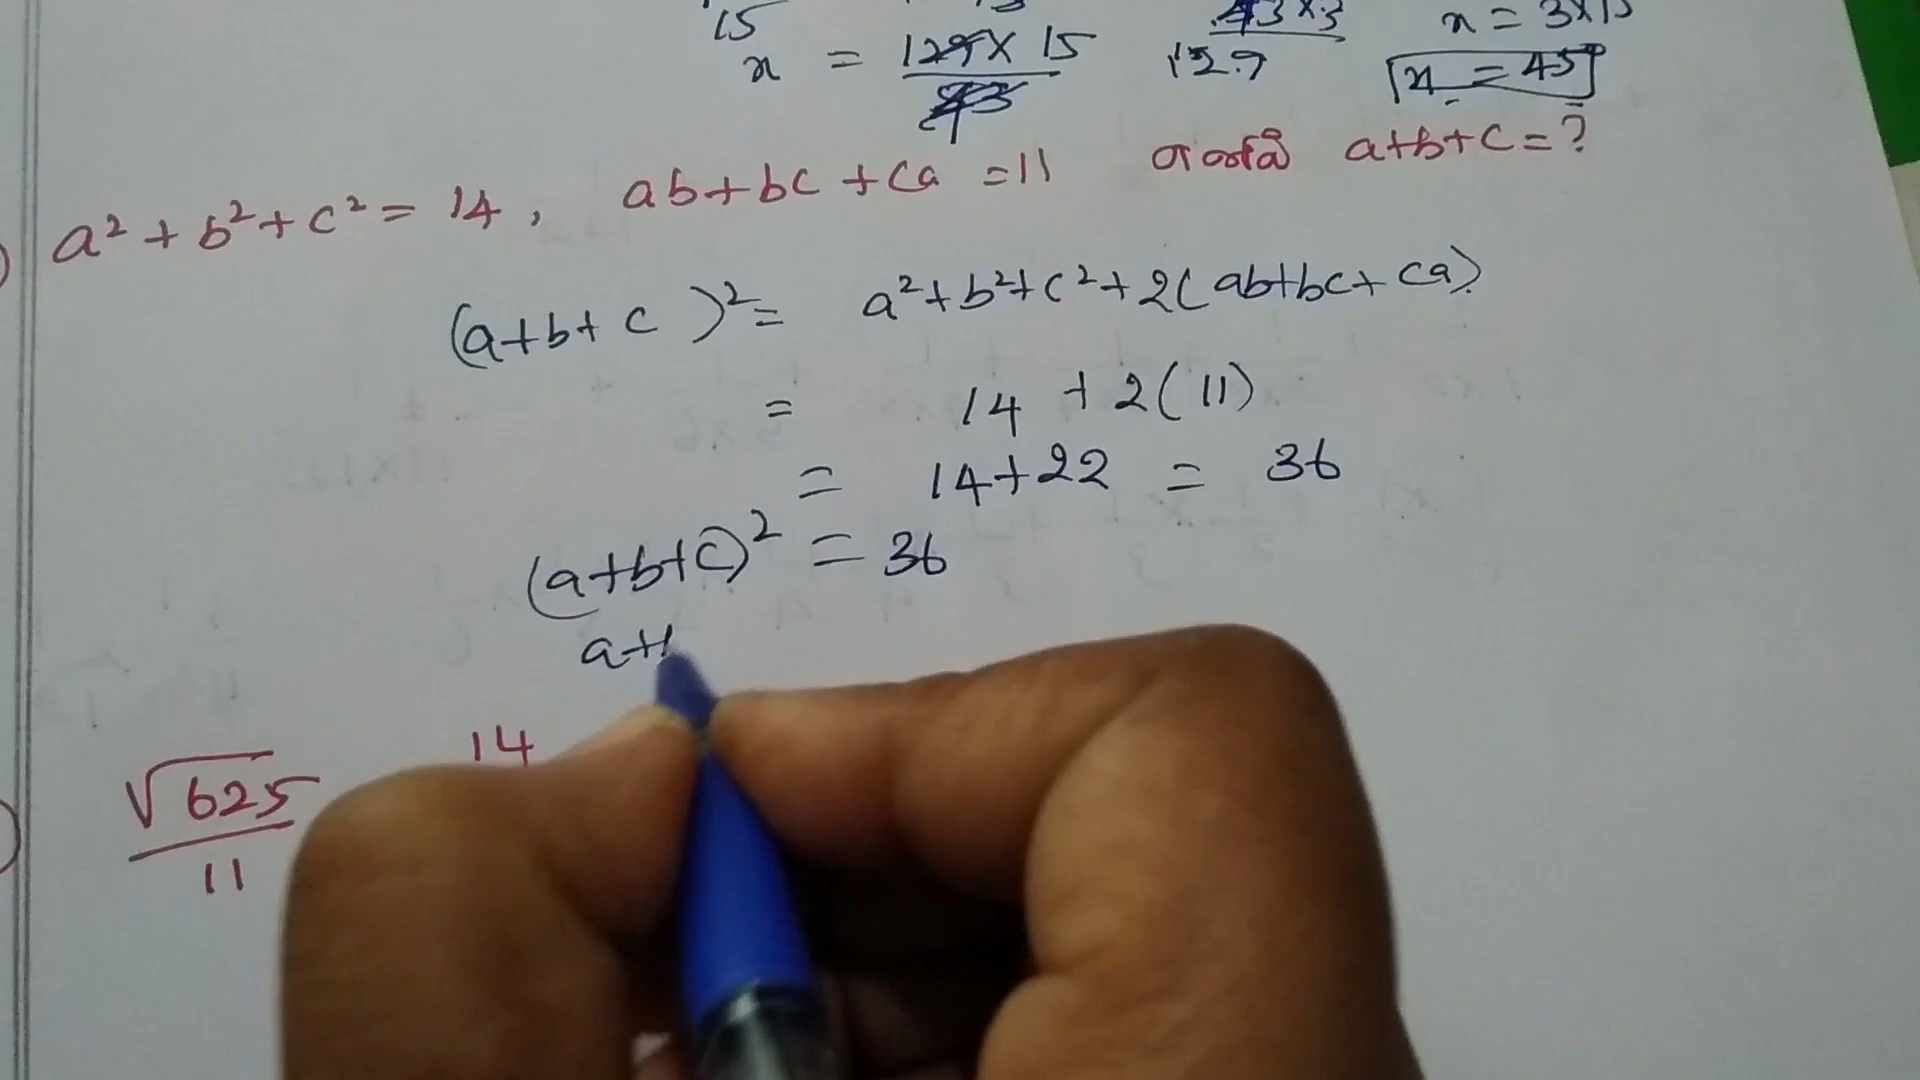 15
x = 129 × 15
43
43 × 3
129
x = 3×15
x = 45
a² + b² + c² = 14, ab + bc + ca = 11 எனில் a+b+c = ?
(a+b+c)² = a²+b²+c²+2(ab+bc+ca)
= 14 + 2(11)
= 14+22 = 36
(a+b+c)² = 36
a+
√625
11
14